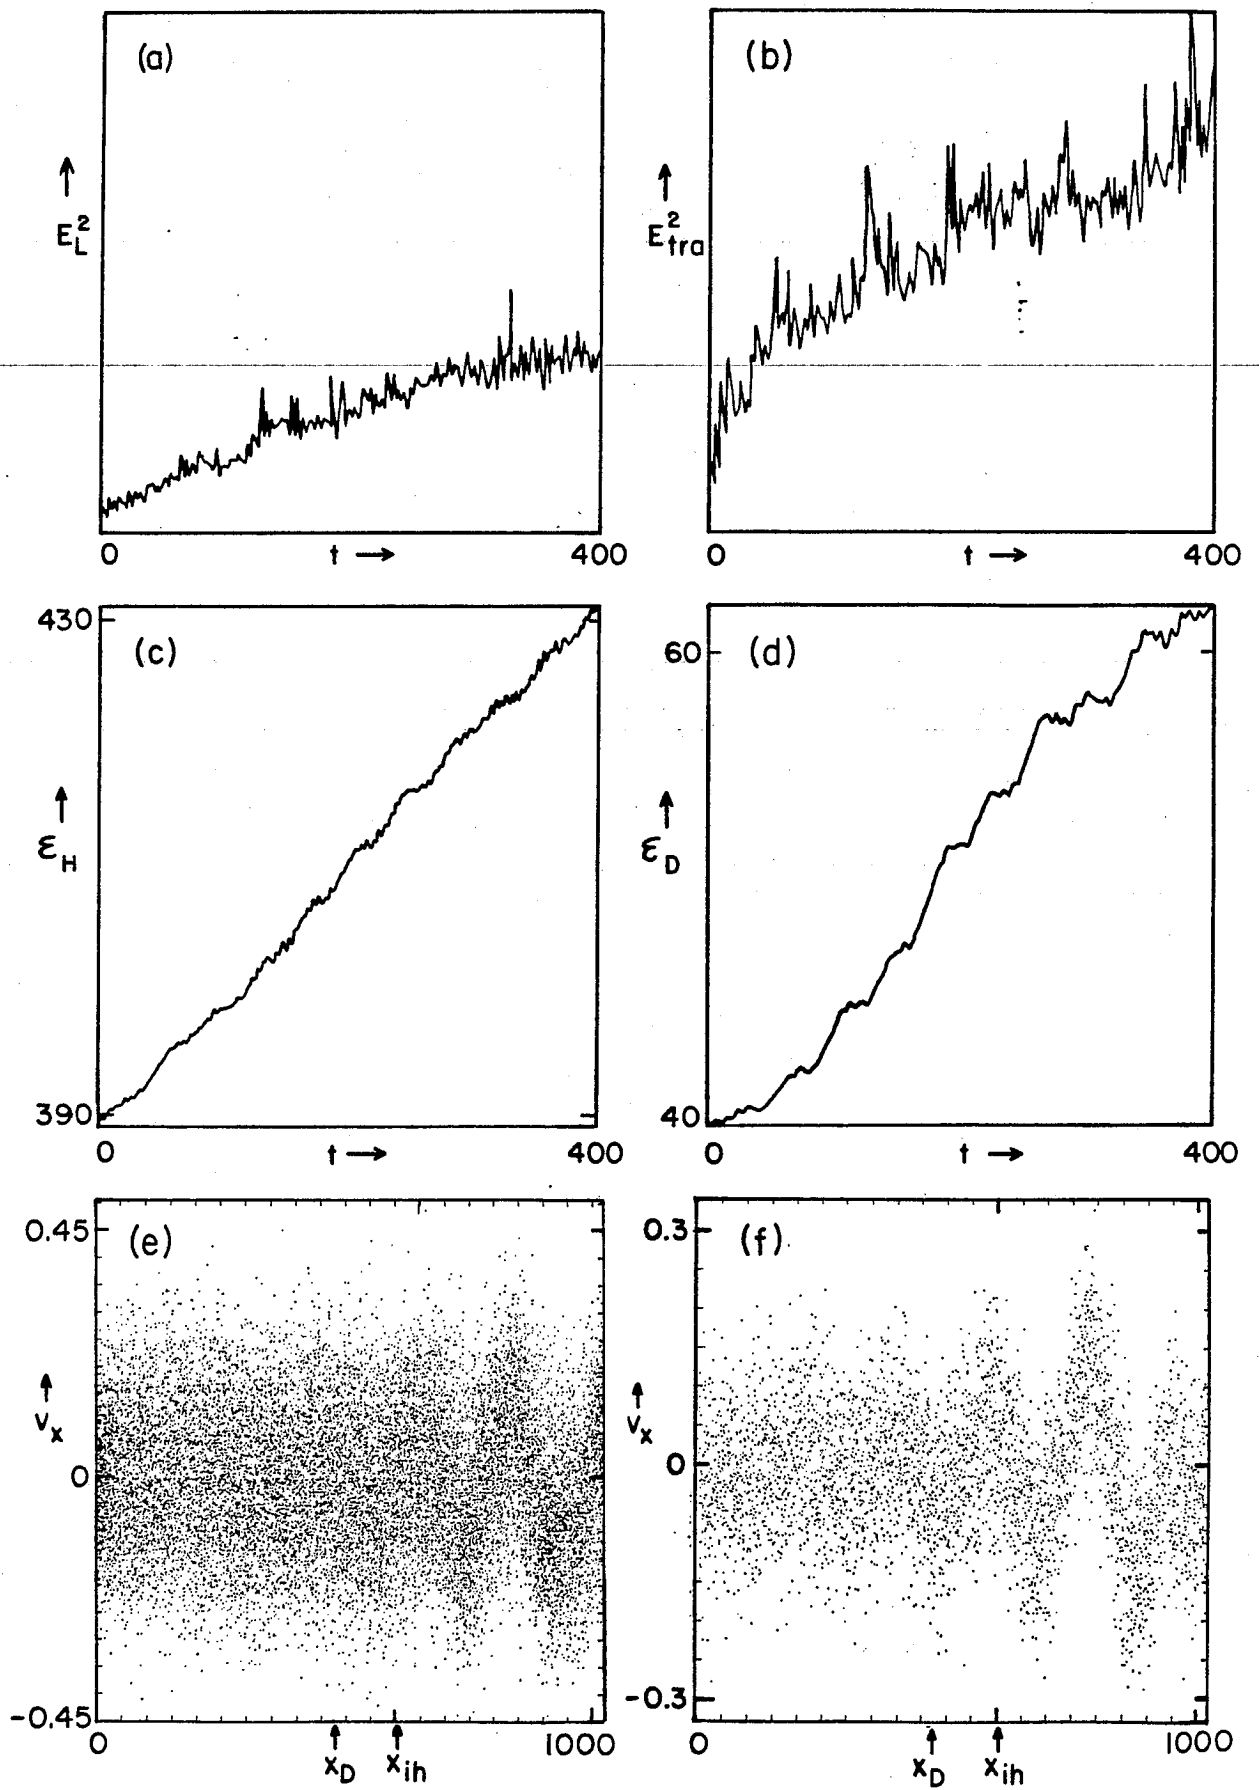 (a)
↑
E_L^2
0 t → 400
(b)
↑
E_tra^2
0 t → 400
(c)
430
↑
ε_H
390
0 t → 400
(d)
60
↑
ε_D
40
0 t → 400
(e)
0.45
↑
v_x
0
-0.45
0 x_D x_ih 1000
(f)
0.3
↑
v_x
0
-0.3
0 x_D x_ih 1000